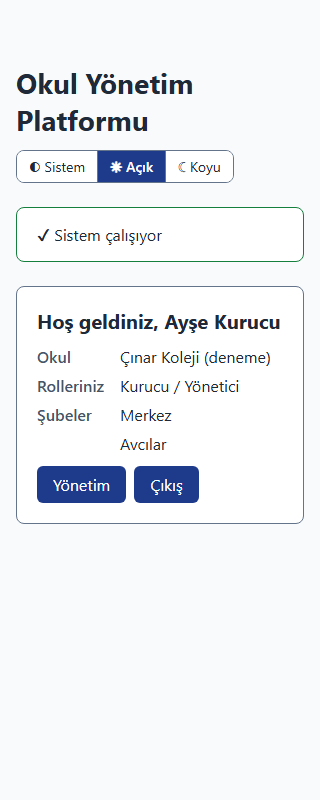 Okul Yönetim
Platformu
◐ Sistem ☀ Açık ☾ Koyu
✓ Sistem çalışıyor
Hoş geldiniz, Ayşe Kurucu
Okul Çınar Koleji (deneme)
Rolleriniz Kurucu / Yönetici
Şubeler Merkez
Avcılar
Yönetim Çıkış